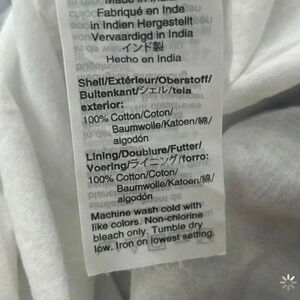 Made in India
Fabriqué en Inde
in Indien Hergestellt
Vervaardigd in India
インド製
Hecho en India
Shell/Extérieur/Oberstoff/
Buitenkant/シェル/tela
exterior:
100% Cotton/Coton/
Baumwolle/Katoen/綿/
algodón
Lining/Doublure/Futter/
Voering/ライニング/forro:
100% Cotton/Coton/
Baumwolle/Katoen/綿/
algodón
Machine wash cold with
like colors. Non-chlorine
bleach only. Tumble dry
low. Iron on lowest setting.